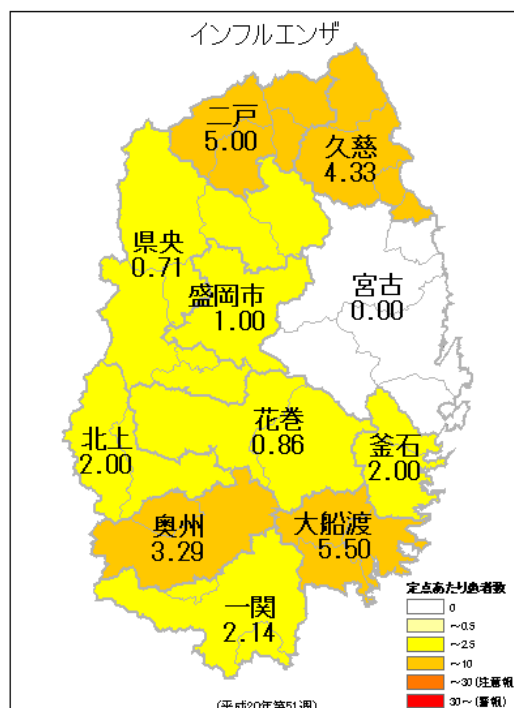 インフルエンザ
二戸
5.00
久慈
4.33
県央
0.71
盛岡市
1.00
宮古
0.00
花巻
0.86
北上
2.00
釜石
2.00
奥州
3.29
大船渡
5.50
一関
2.14
定点あたり患者数
0
～0.5
～2.5
～10
～30(注意報
30～(警報)
(平成20年第51週)